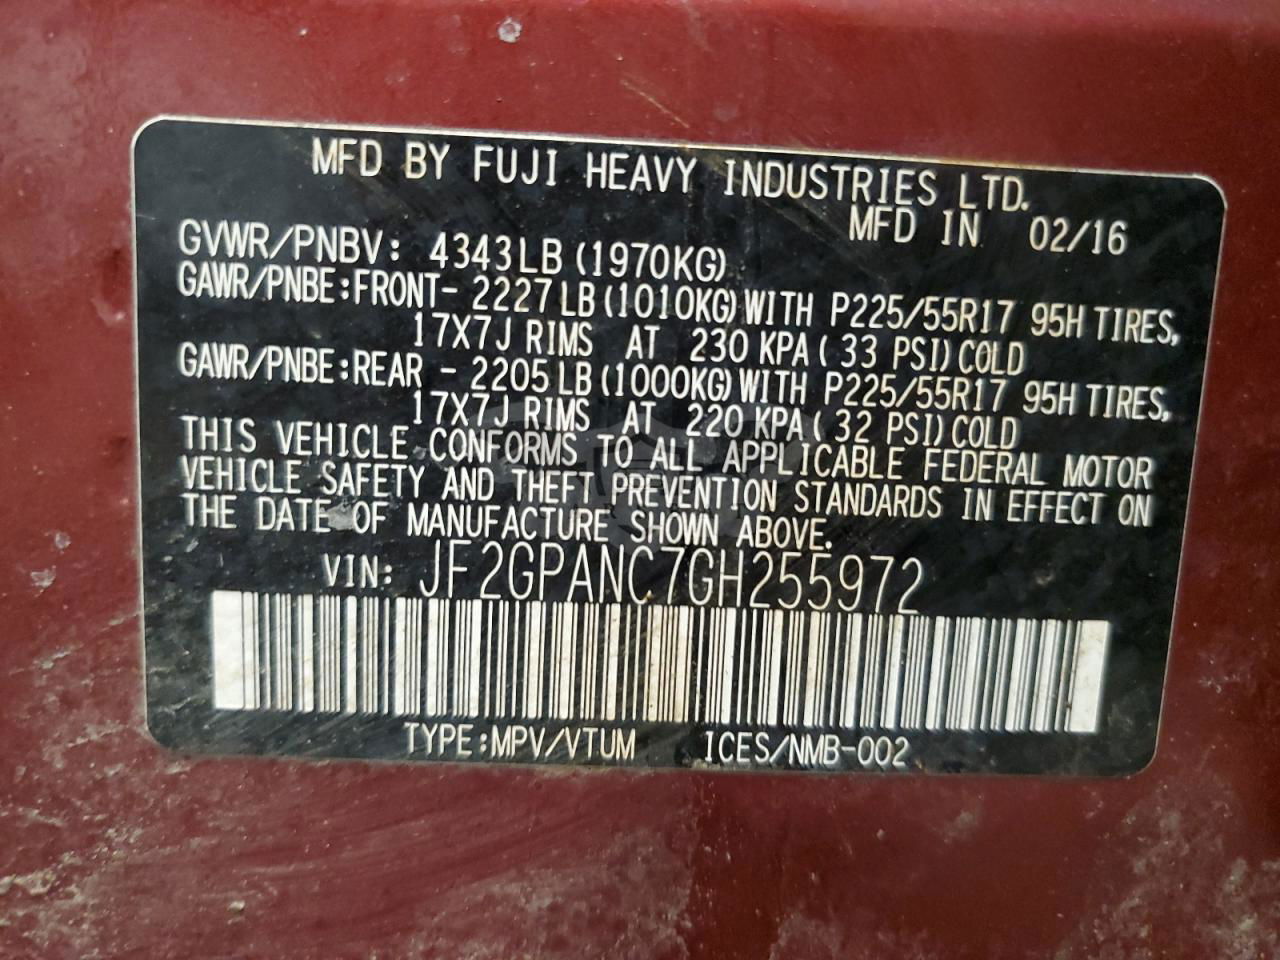 MFD BY FUJI HEAVY INDUSTRIES LTD.
MFD IN 02/16
GVWR/PNBV: 4343LB (1970KG)
GAWR/PNBE:FRONT- 2227LB (1010KG) WITH P225/55R17 95H TIRES,
17X7J RIMS AT 230 KPA ( 33 PSI) COLD
GAWR/PNBE:REAR - 2205LB (1000KG) WITH P225/55R17 95H TIRES,
17X7J RIMS AT 220 KPA ( 32 PSI) COLD
THIS VEHICLE CONFORMS TO ALL APPLICABLE FEDERAL MOTOR
VEHICLE SAFETY AND THEFT PREVENTION STANDARDS IN EFFECT ON
THE DATE OF MANUFACTURE SHOWN ABOVE.
VIN: JF2GPANC7GH255972
TYPE:MPV/VTUM ICES/NMB-002